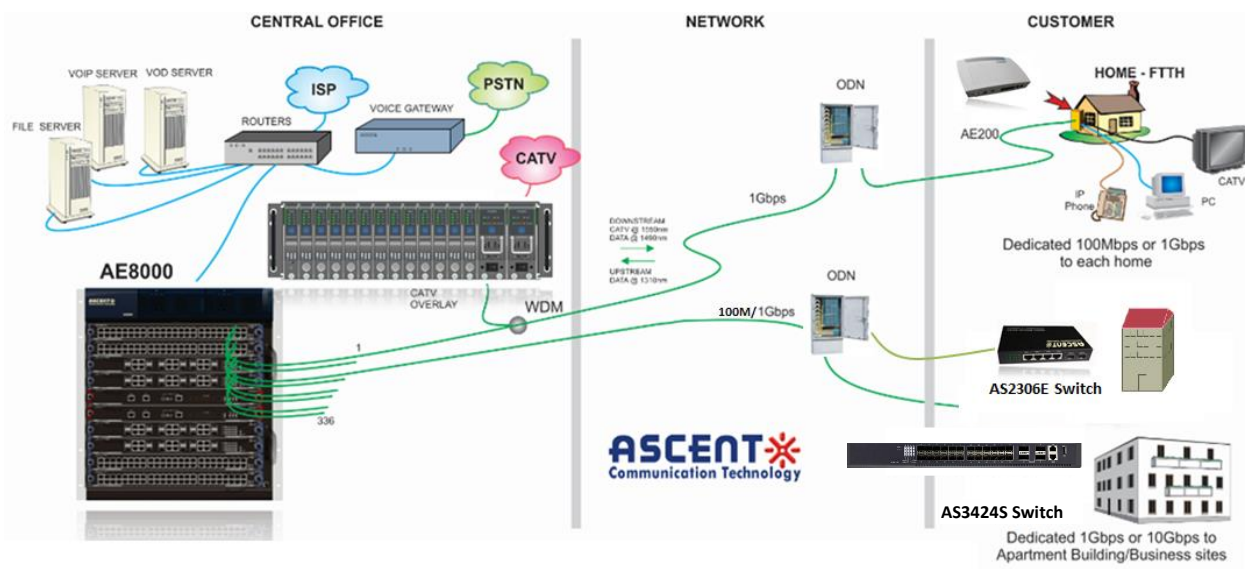 CENTRAL OFFICE
NETWORK
CUSTOMER
VOIP SERVER
VOD SERVER
FILE SERVER
ROUTERS
ISP
VOICE GATEWAY
PSTN
CATV
AE8000
ASCENT
CATV
OVERLAY
WDM
1
336
ODN
1Gbps
DOWNSTREAM
CATV @ 1550nm
DATA @ 1490nm
UPSTREAM
DATA @ 1310nm
ODN
100M/1Gbps
ASCENT
Communication Technology
HOME - FTTH
AE200
CATV
IP
Phone
PC
Dedicated 100Mbps or 1Gbps
to each home
ASCENT
AS2306E Switch
AS3424S Switch
Dedicated 1Gbps or 10Gbps to
Apartment Building/Business sites